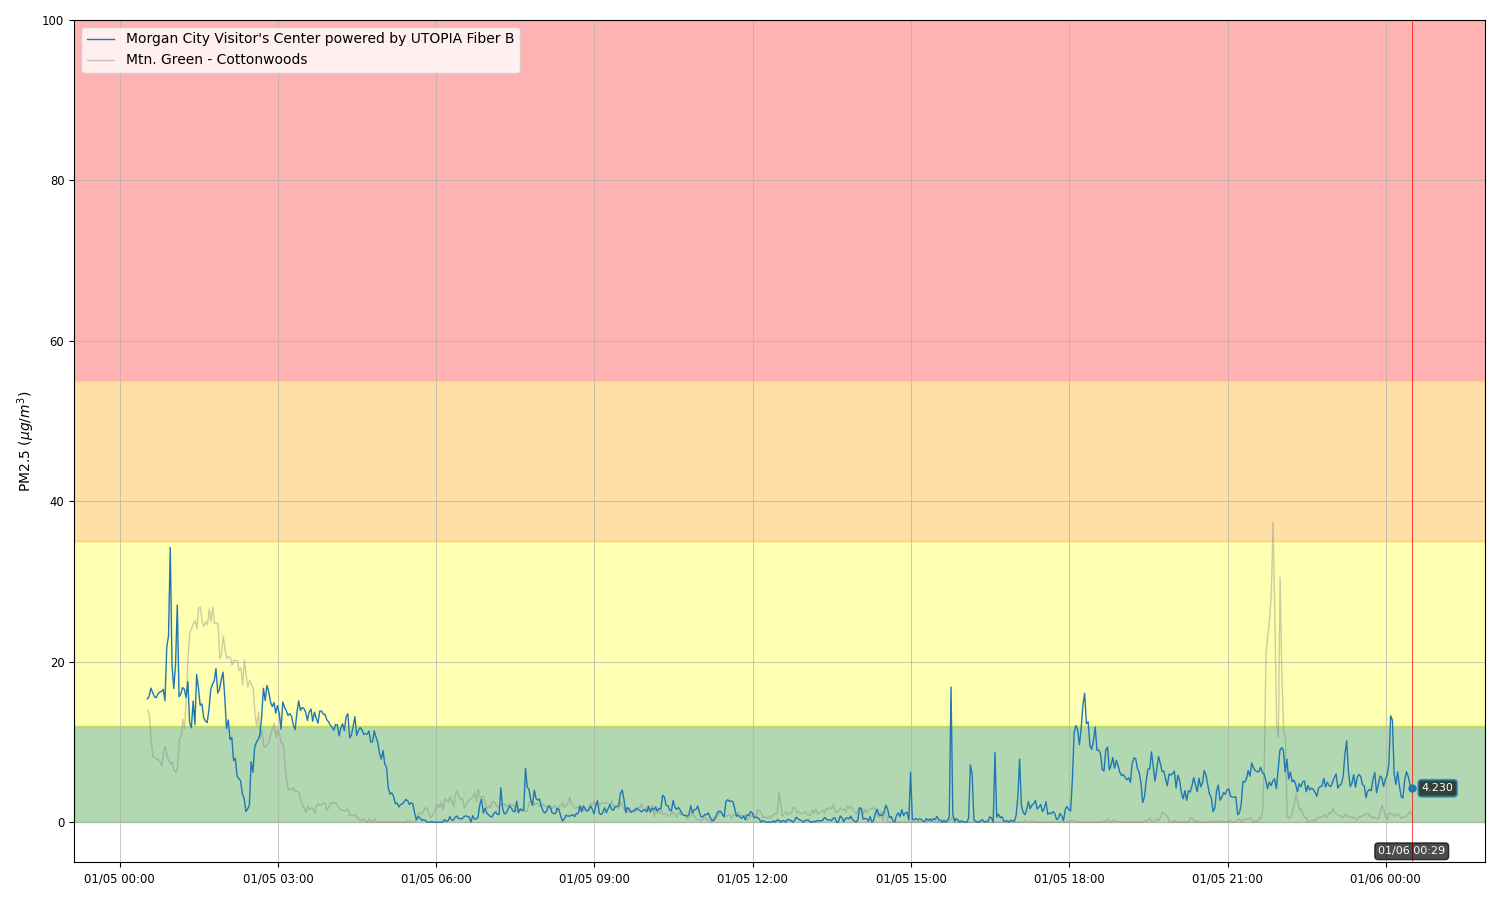 100
Morgan City Visitor's Center powered by UTOPIA Fiber B
Mtn. Green - Cottonwoods
80
60
PM2.5 (μg/m³)
40
20
4.230
0
01/06 00:29
01/05 00:00 01/05 03:00 01/05 06:00 01/05 09:00 01/05 12:00 01/05 15:00 01/05 18:00 01/05 21:00 01/06 00:00